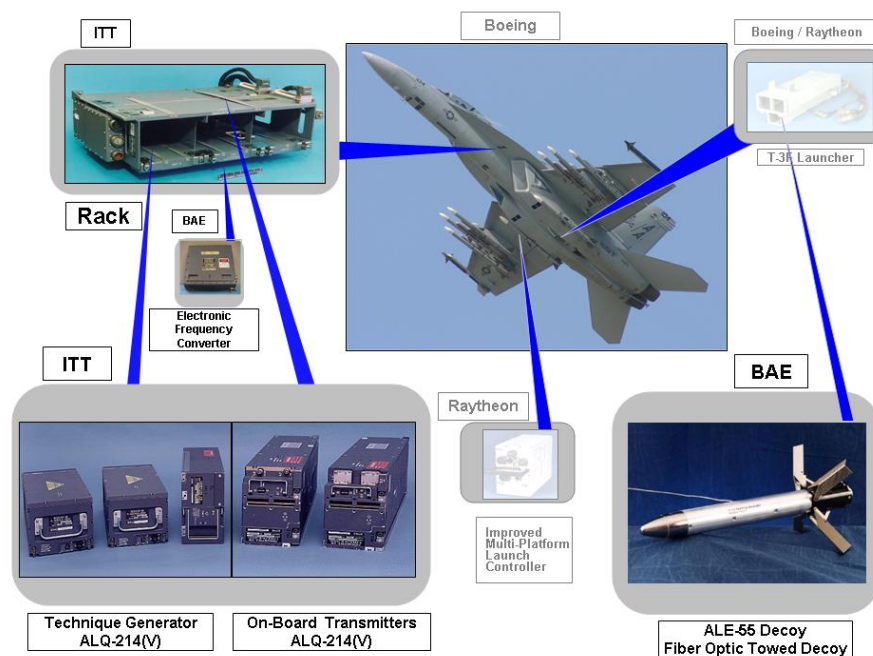 ITT
Boeing
Boeing / Raytheon
T-3F Launcher
Rack
BAE
Electronic
Frequency
Converter
ITT
Raytheon
BAE
Improved
Multi-Platform
Launch
Controller
Technique Generator
ALQ-214(V)
On-Board Transmitters
ALQ-214(V)
ALE-55 Decoy
Fiber Optic Towed Decoy